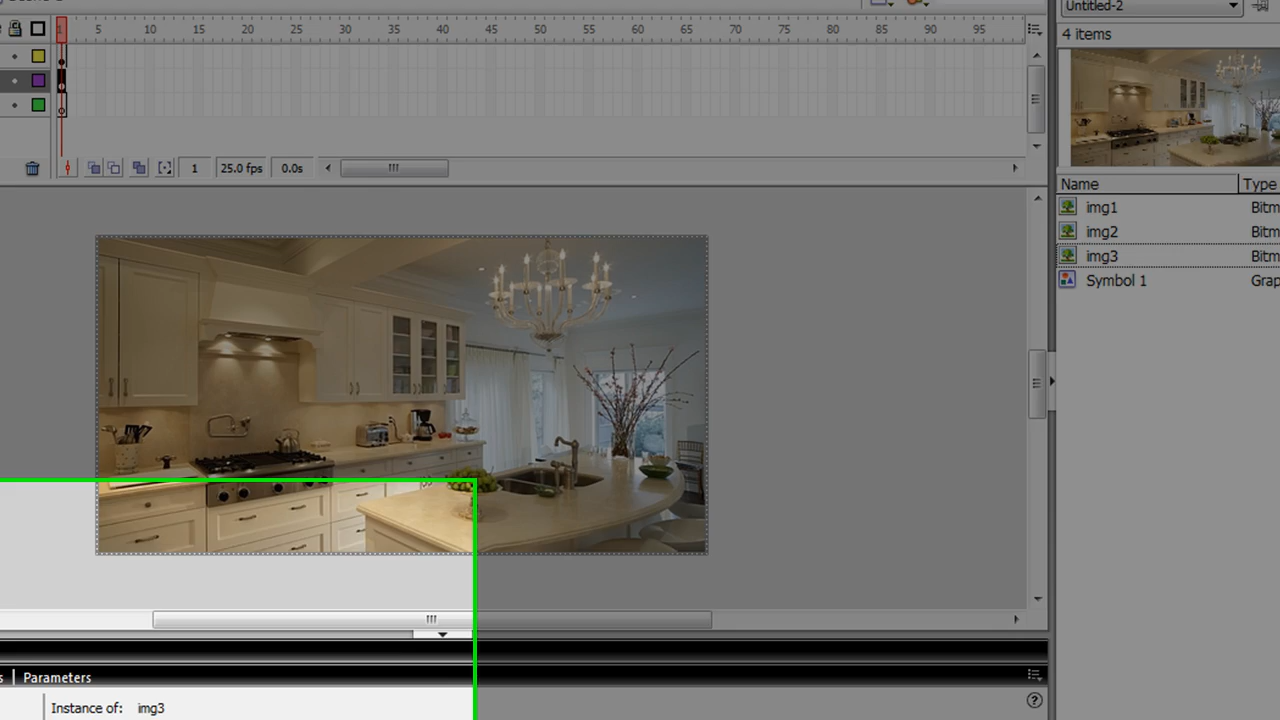 1 5 10 15 20 25 30 35 40 45 50 55 60 65 70 75 80 85 90 95
1 25.0 fps 0.0s
Untitled-2
4 items
Name Type
img1 Bitm
img2 Bitm
img3 Bitm
Symbol 1 Grap
s | Parameters
Instance of: img3